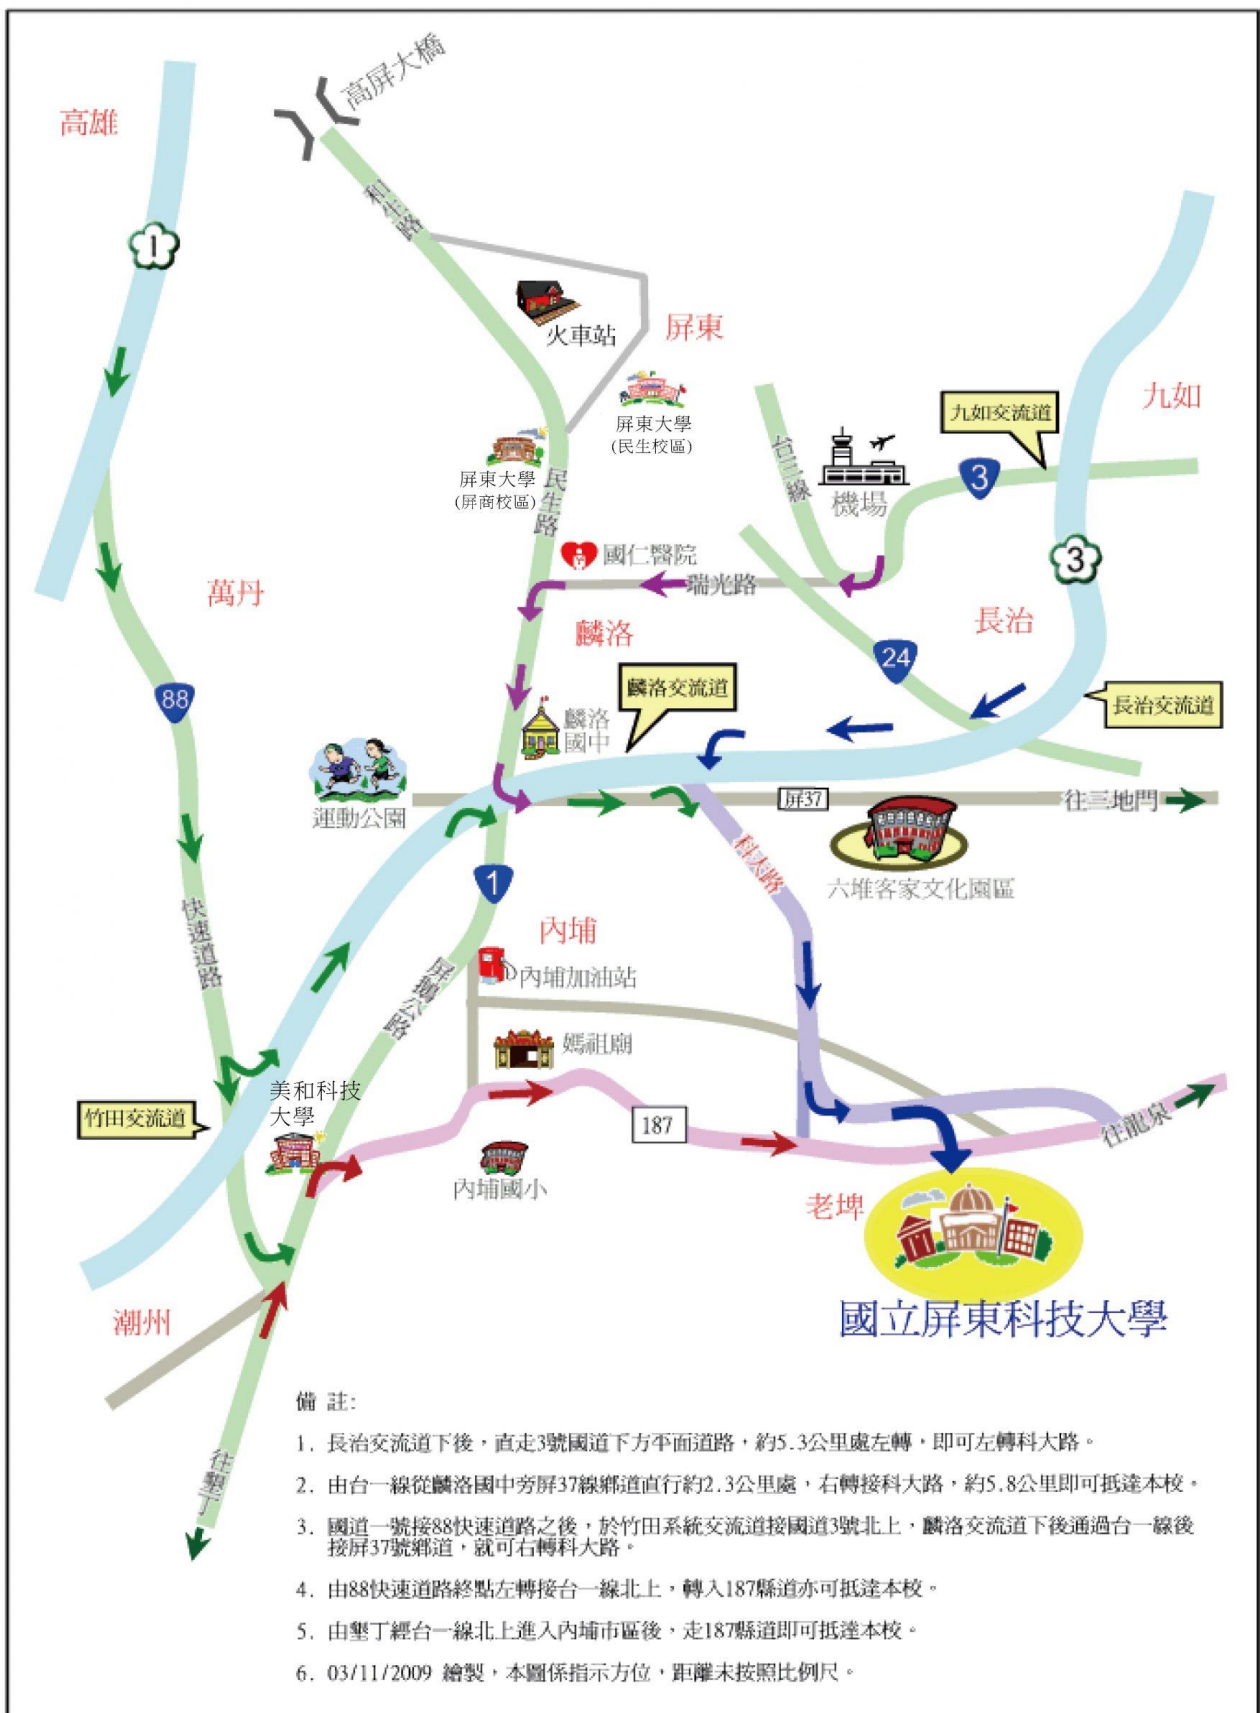 高屏大橋
高雄
1
和生路
火車站
屏東
屏東大學
(民生校區)
屏東大學
(屏商校區)
民生路
台三線
機場
九如交流道
九如
3
3
國仁醫院
瑞光路
萬丹
麟洛
長治
24
88
麟洛交流道
長治交流道
麟洛
國中
運動公園
屏37
往三地門
科大路
六堆客家文化園區
1
快速道路
內埔
屏鵝公路
內埔加油站
媽祖廟
美和科技
大學
竹田交流道
187
往龍泉
內埔國小
老埤
國立屏東科技大學
潮州
往墾丁
備 註:
1. 長治交流道下後，直走3號國道下方平面道路，約5.3公里處左轉，即可左轉科大路。
2. 由台一線從麟洛國中旁屏37線鄉道直行約2.3公里處，右轉接科大路，約5.8公里即可抵達本校。
3. 國道一號接88快速道路之後，於竹田系統交流道接國道3號北上，麟洛交流道下後通過台一線後
接屏37號鄉道，就可右轉科大路。
4. 由88快速道路終點左轉接台一線北上，轉入187縣道亦可抵達本校。
5. 由墾丁經台一線北上進入內埔市區後，走187縣道即可抵達本校。
6. 03/11/2009 繪製，本圖係指示方位，距離未按照比例尺。